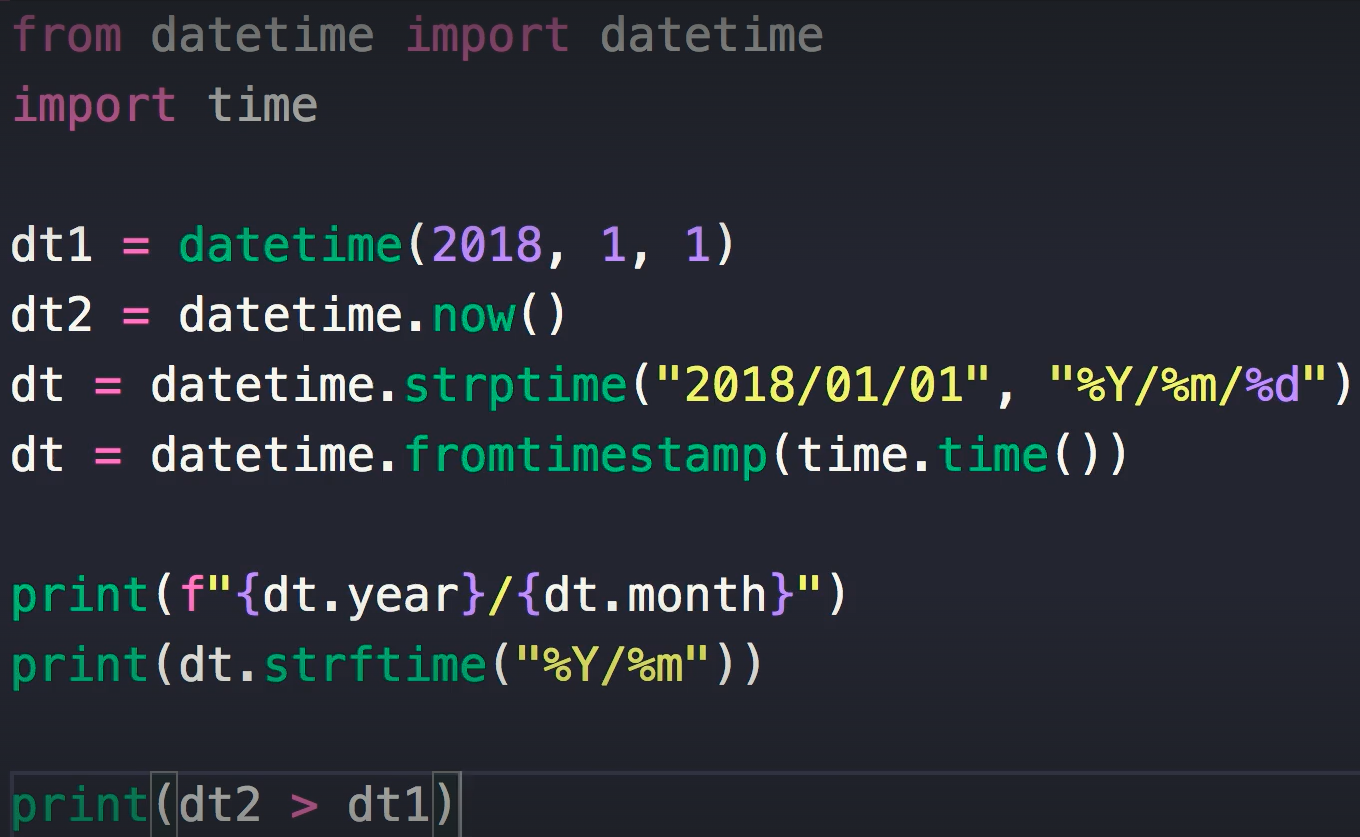 from datetime import datetime
import time
dt1 = datetime(2018, 1, 1)
dt2 = datetime.now()
dt = datetime.strptime("2018/01/01", "%Y/%m/%d")
dt = datetime.fromtimestamp(time.time())
print(f"{dt.year}/{dt.month}")
print(dt.strftime("%Y/%m"))
print(dt2 > dt1)